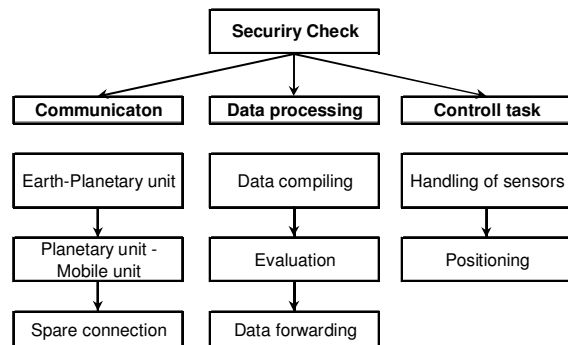 Securiry Check
Communicaton
Data processing
Controll task
Earth-Planetary unit
Data compiling
Handling of sensors
Planetary unit -
Mobile unit
Evaluation
Positioning
Spare connection
Data forwarding